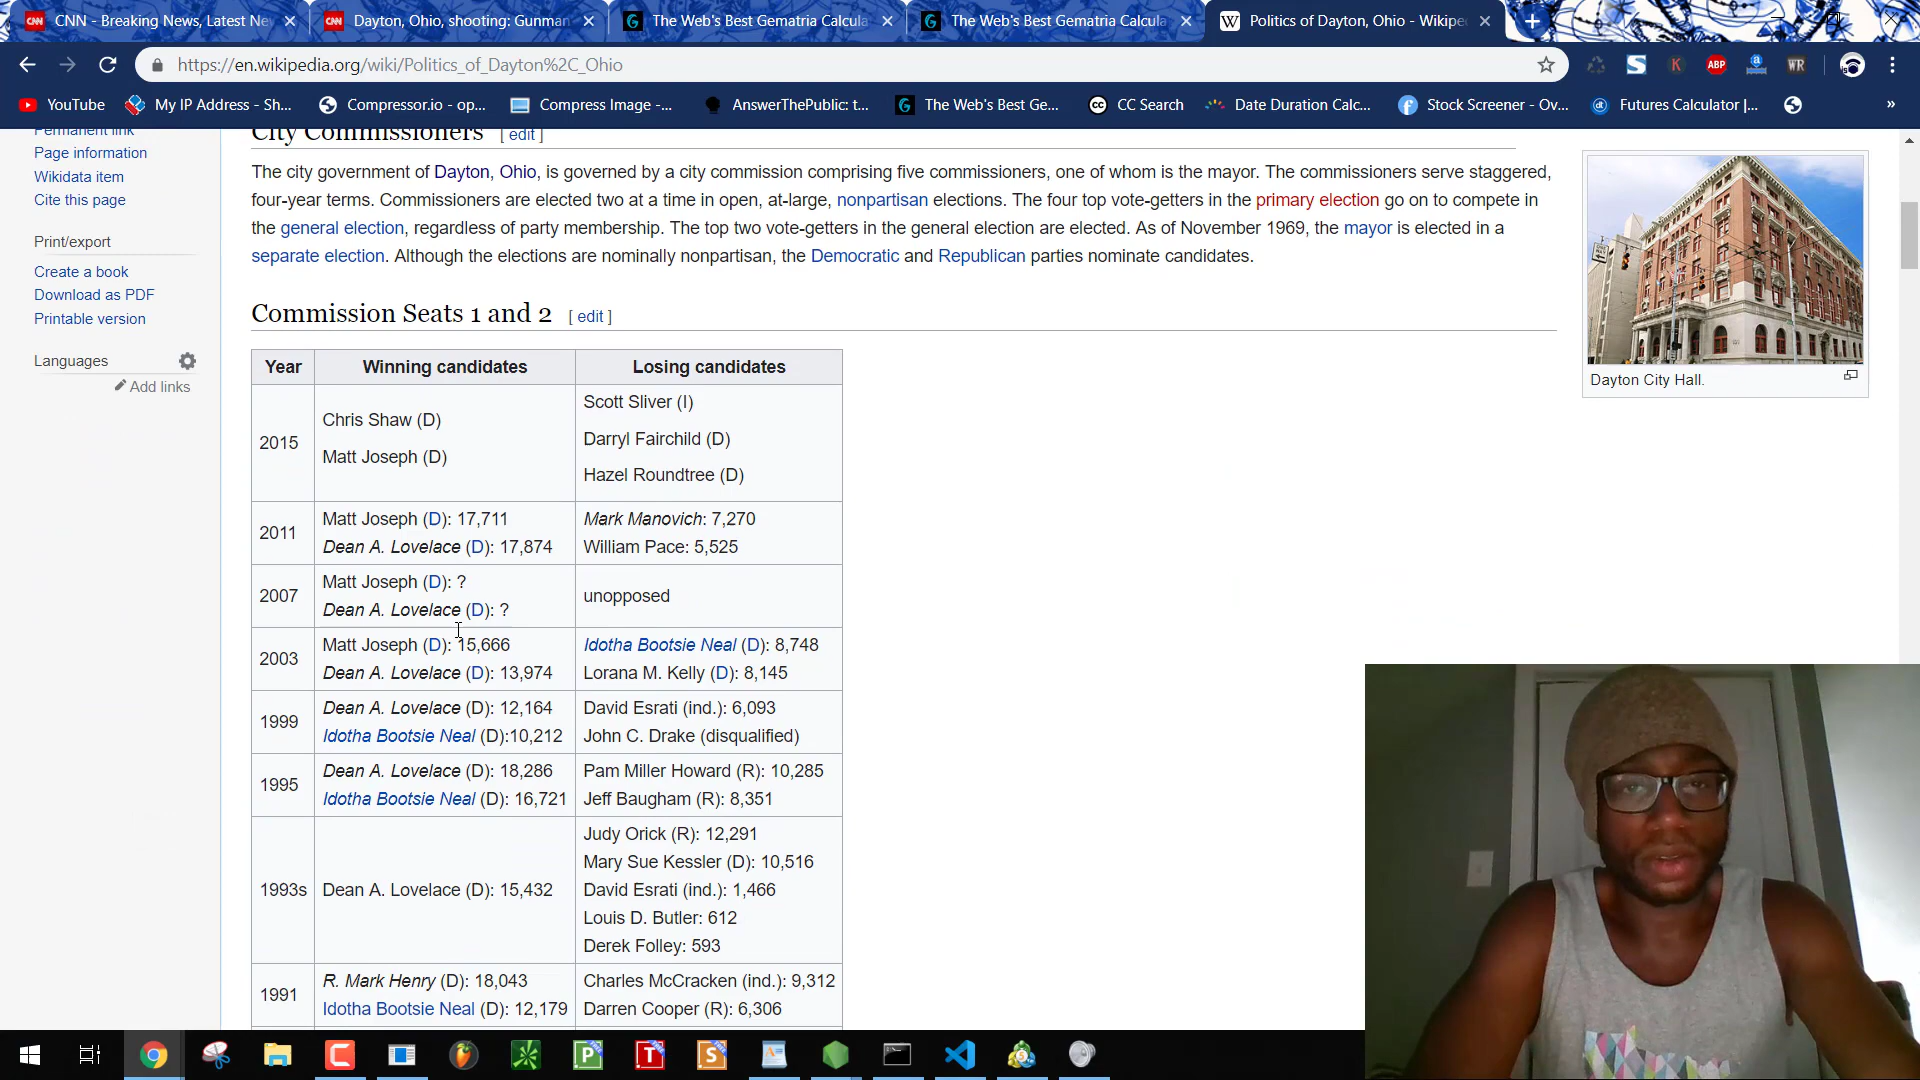 CNN - Breaking News, Latest Ne
Dayton, Ohio, shooting: Gunman
The Web's Best Gematria Calcula
The Web's Best Gematria Calcula
Politics of Dayton, Ohio - Wikipe
https://en.wikipedia.org/wiki/Politics_of_Dayton%2C_Ohio
YouTube
My IP Address - Sh...
Compressor.io - op...
Compress Image -...
AnswerThePublic: t...
The Web's Best Ge...
CC Search
Date Duration Calc...
Stock Screener - Ov...
Futures Calculator |...
»
Permanent link
Page information
Wikidata item
Cite this page
Print/export
Create a book
Download as PDF
Printable version
Languages
Add links
City Commissioners [ edit ]
The city government of Dayton, Ohio, is governed by a city commission comprising five commissioners, one of whom is the mayor. The commissioners serve staggered,
four-year terms. Commissioners are elected two at a time in open, at-large, nonpartisan elections. The four top vote-getters in the primary election go on to compete in
the general election, regardless of party membership. The top two vote-getters in the general election are elected. As of November 1969, the mayor is elected in a
separate election. Although the elections are nominally nonpartisan, the Democratic and Republican parties nominate candidates.
Dayton City Hall.
Commission Seats 1 and 2 [ edit ]
Year Winning candidates Losing candidates
2015
Chris Shaw (D)
Matt Joseph (D)
Scott Sliver (I)
Darryl Fairchild (D)
Hazel Roundtree (D)
2011
Matt Joseph (D): 17,711
Dean A. Lovelace (D): 17,874
Mark Manovich: 7,270
William Pace: 5,525
2007
Matt Joseph (D): ?
Dean A. Lovelace (D): ?
unopposed
2003
Matt Joseph (D): 15,666
Dean A. Lovelace (D): 13,974
Idotha Bootsie Neal (D): 8,748
Lorana M. Kelly (D): 8,145
1999
Dean A. Lovelace (D): 12,164
Idotha Bootsie Neal (D):10,212
David Esrati (ind.): 6,093
John C. Drake (disqualified)
1995
Dean A. Lovelace (D): 18,286
Idotha Bootsie Neal (D): 16,721
Pam Miller Howard (R): 10,285
Jeff Baugham (R): 8,351
1993s
Dean A. Lovelace (D): 15,432
Judy Orick (R): 12,291
Mary Sue Kessler (D): 10,516
David Esrati (ind.): 1,466
Louis D. Butler: 612
Derek Folley: 593
1991
R. Mark Henry (D): 18,043
Idotha Bootsie Neal (D): 12,179
Charles McCracken (ind.): 9,312
Darren Cooper (R): 6,306